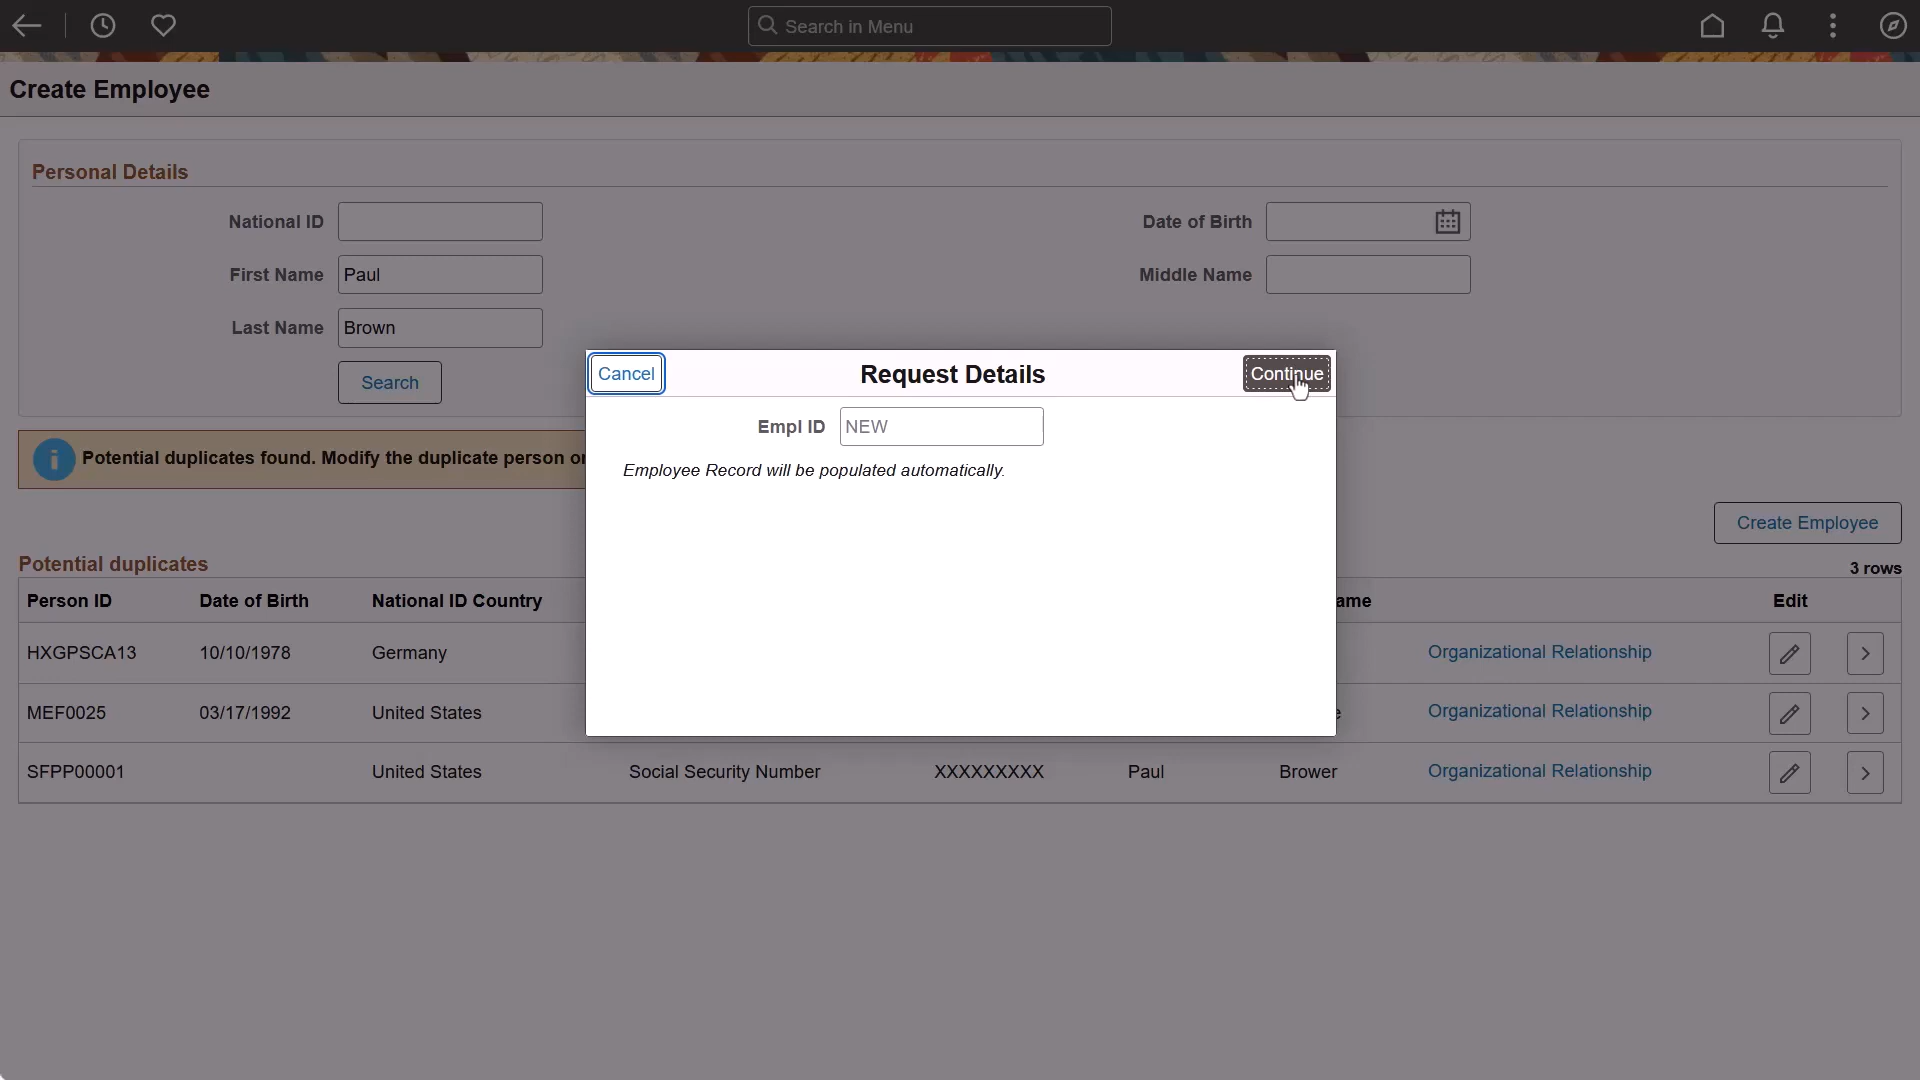 Search in Menu
Create Employee
Personal Details
National ID
Date of Birth
First Name Paul
Middle Name
Last Name Brown
Search
Cancel
Request Details
Continue
Empl ID NEW
Employee Record will be populated automatically.
Potential duplicates found. Modify the duplicate person
Create Employee
Potential duplicates
3 rows
Person ID Date of Birth National ID Country Edit
HXGPSCA13 10/10/1978 Germany Organizational Relationship
MEF0025 03/17/1992 United States Organizational Relationship
SFPP00001 United States Social Security Number XXXXXXXXX Paul Brower Organizational Relationship